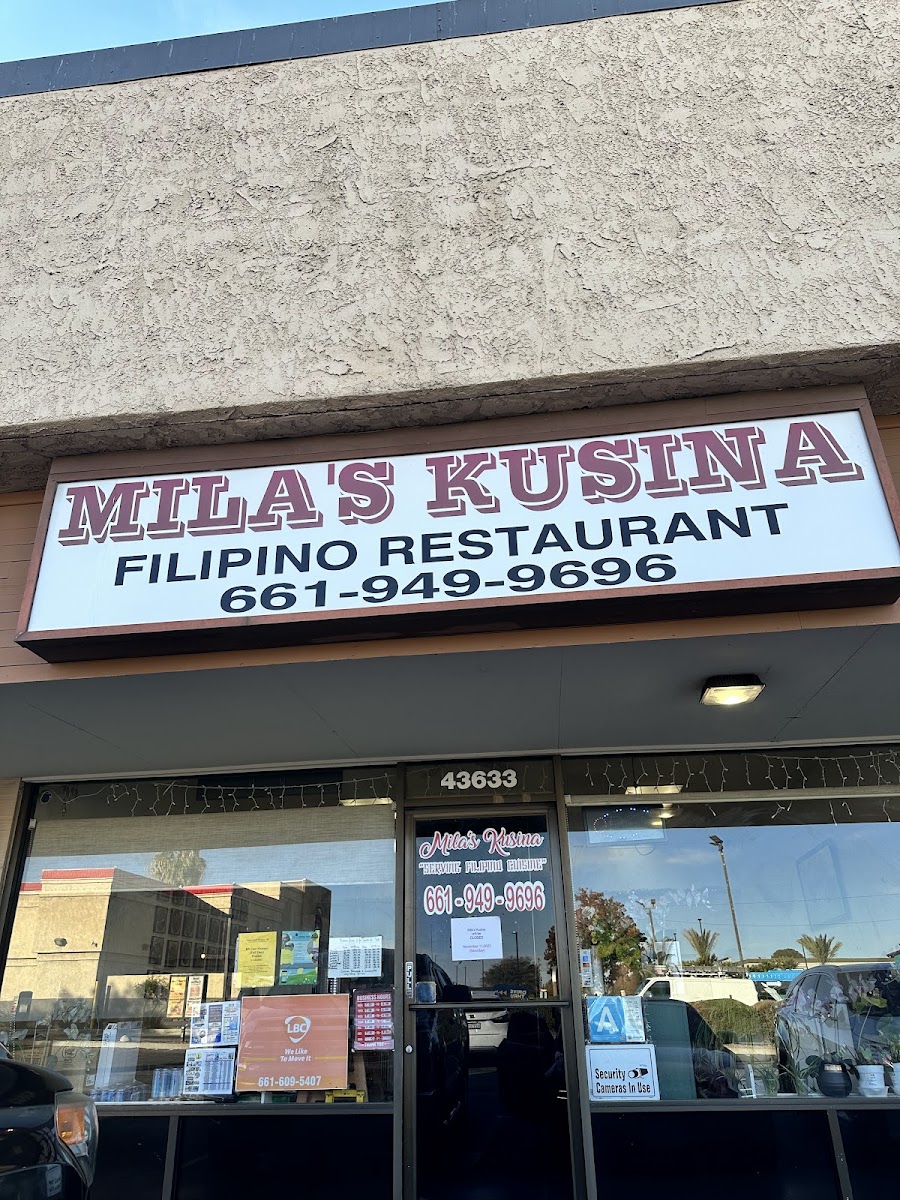 MILA'S KUSINA
FILIPINO RESTAURANT
661-949-9696
43633
Mila's Kusina
"SERVING FILIPINO CUISINE"
661-949-9696
CLOSED
BUSINESS HOURS
LBC
We Like
To Move It
661-609-5407
A
Security
Cameras In Use